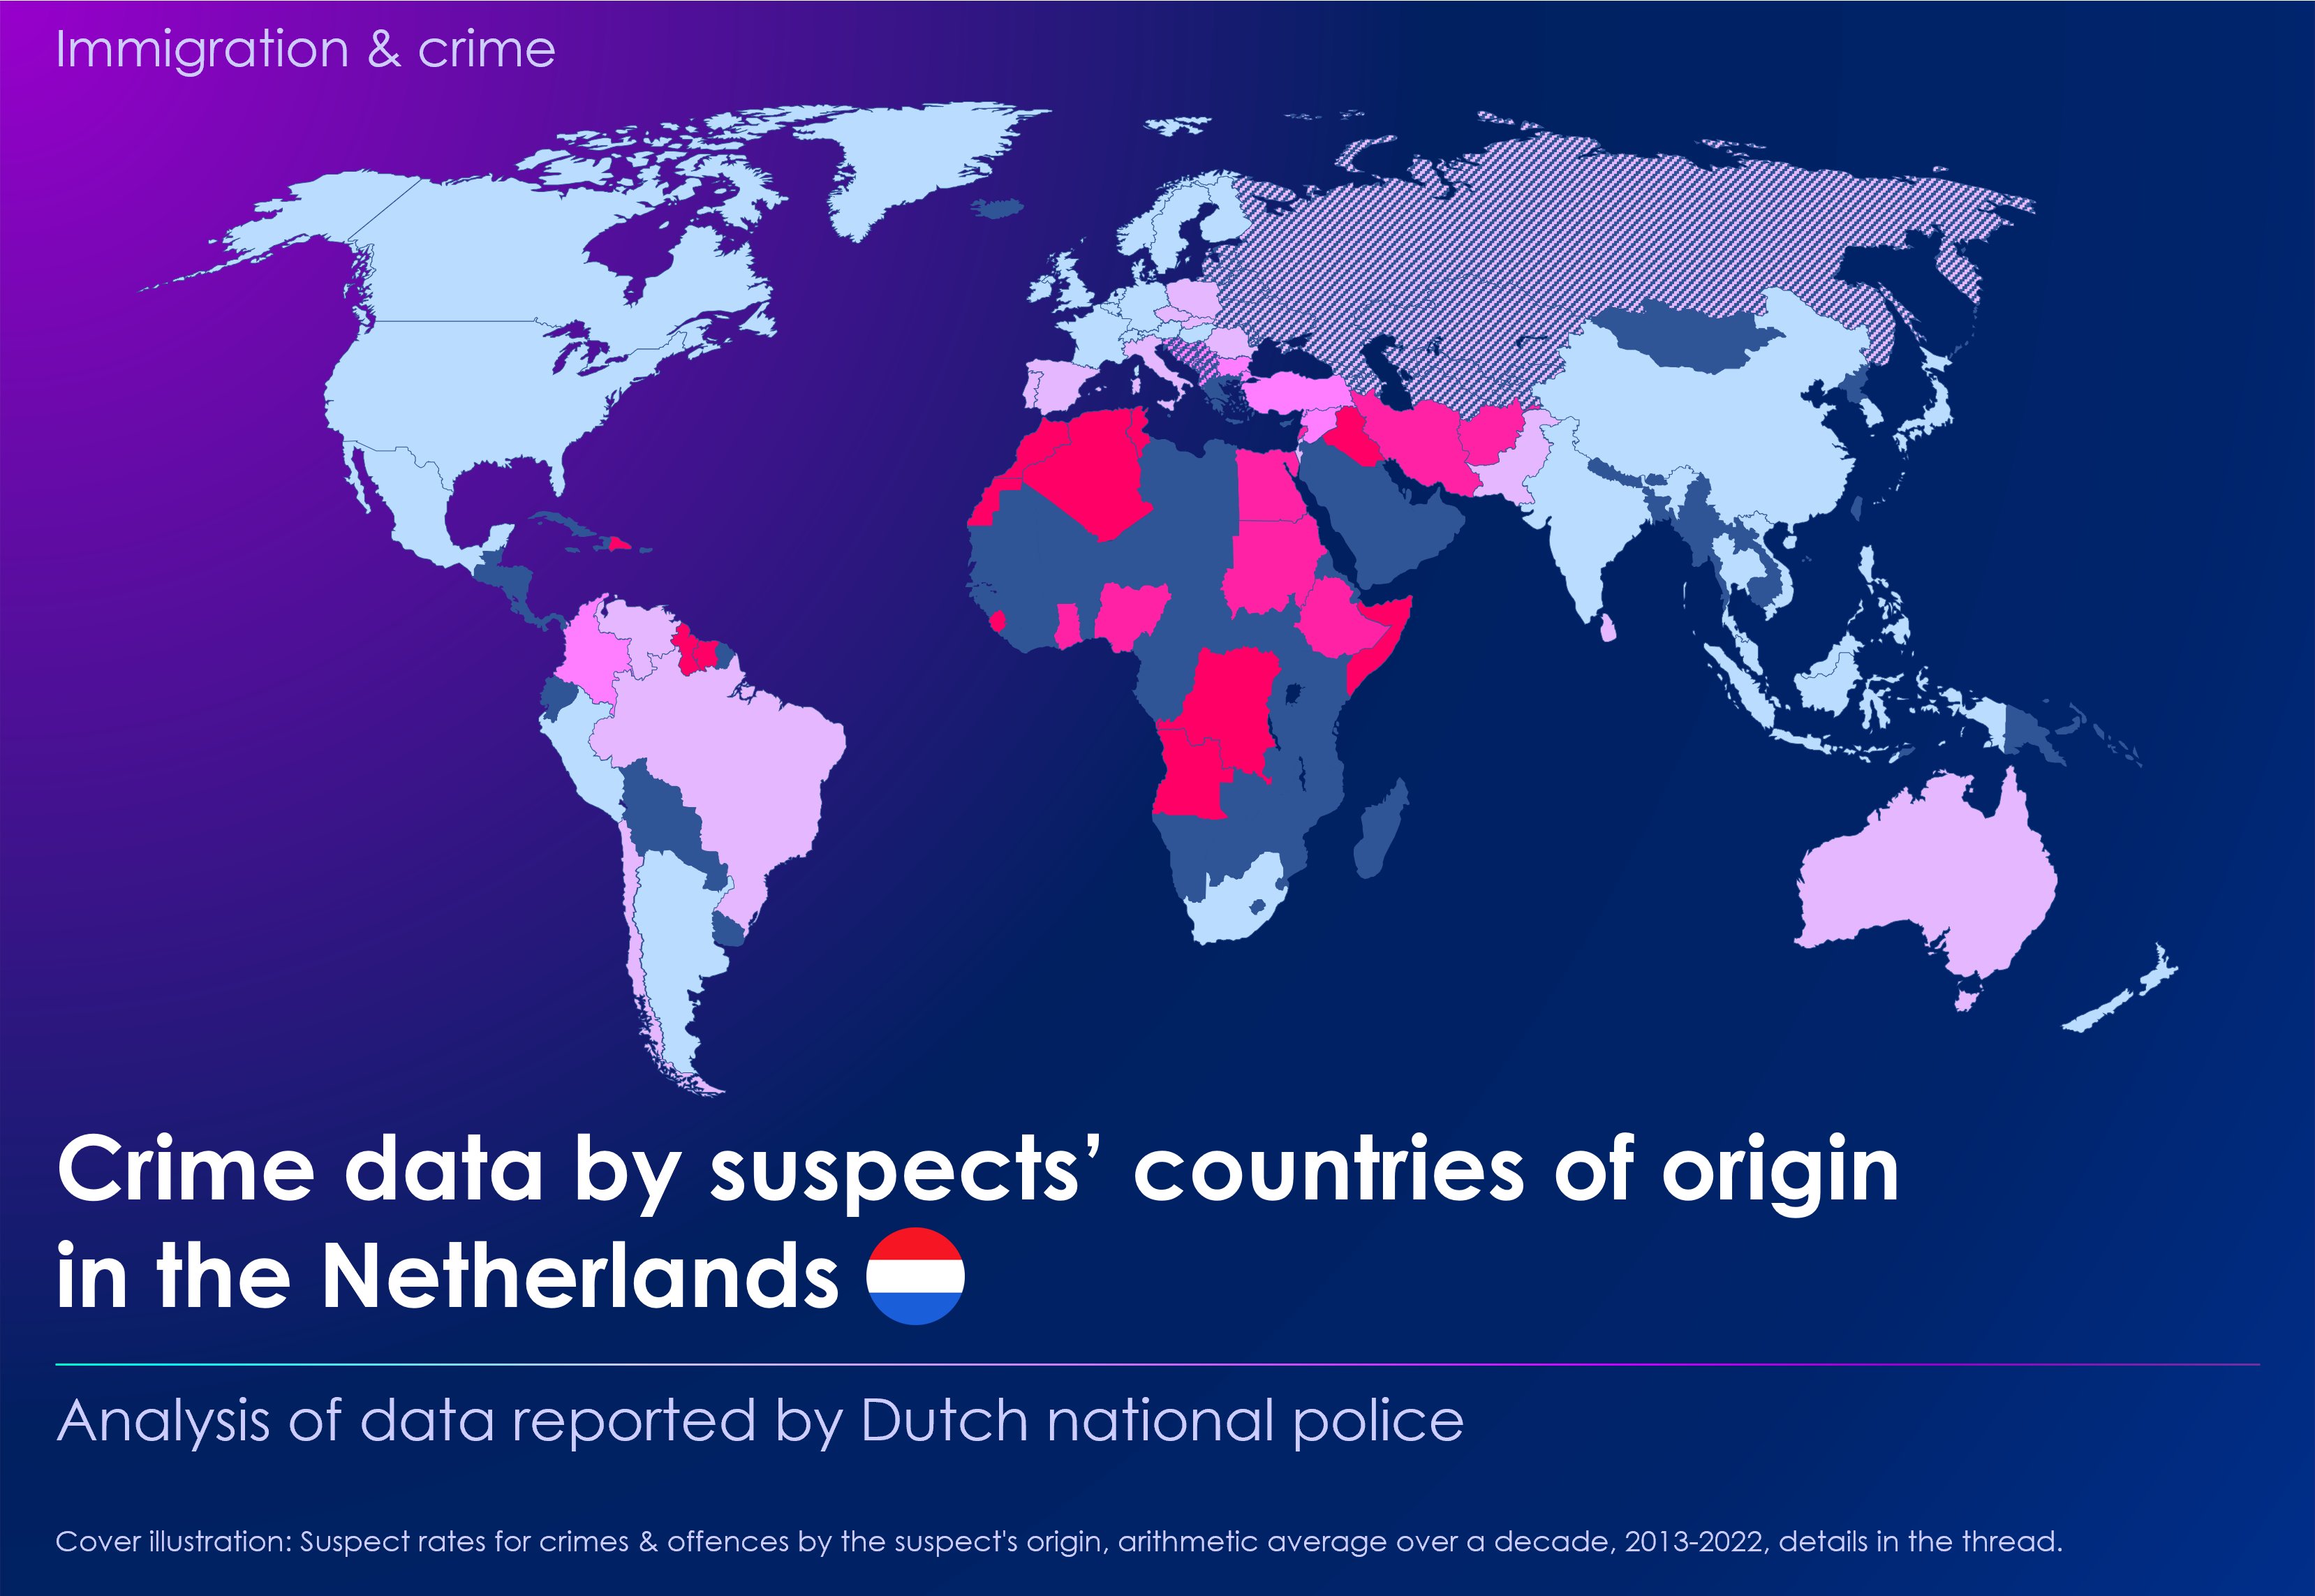 Immigration & crime
Crime data by suspects’ countries of origin
in the Netherlands
Analysis of data reported by Dutch national police
Cover illustration: Suspect rates for crimes & offences by the suspect's origin, arithmetic average over a decade, 2013-2022, details in the thread.